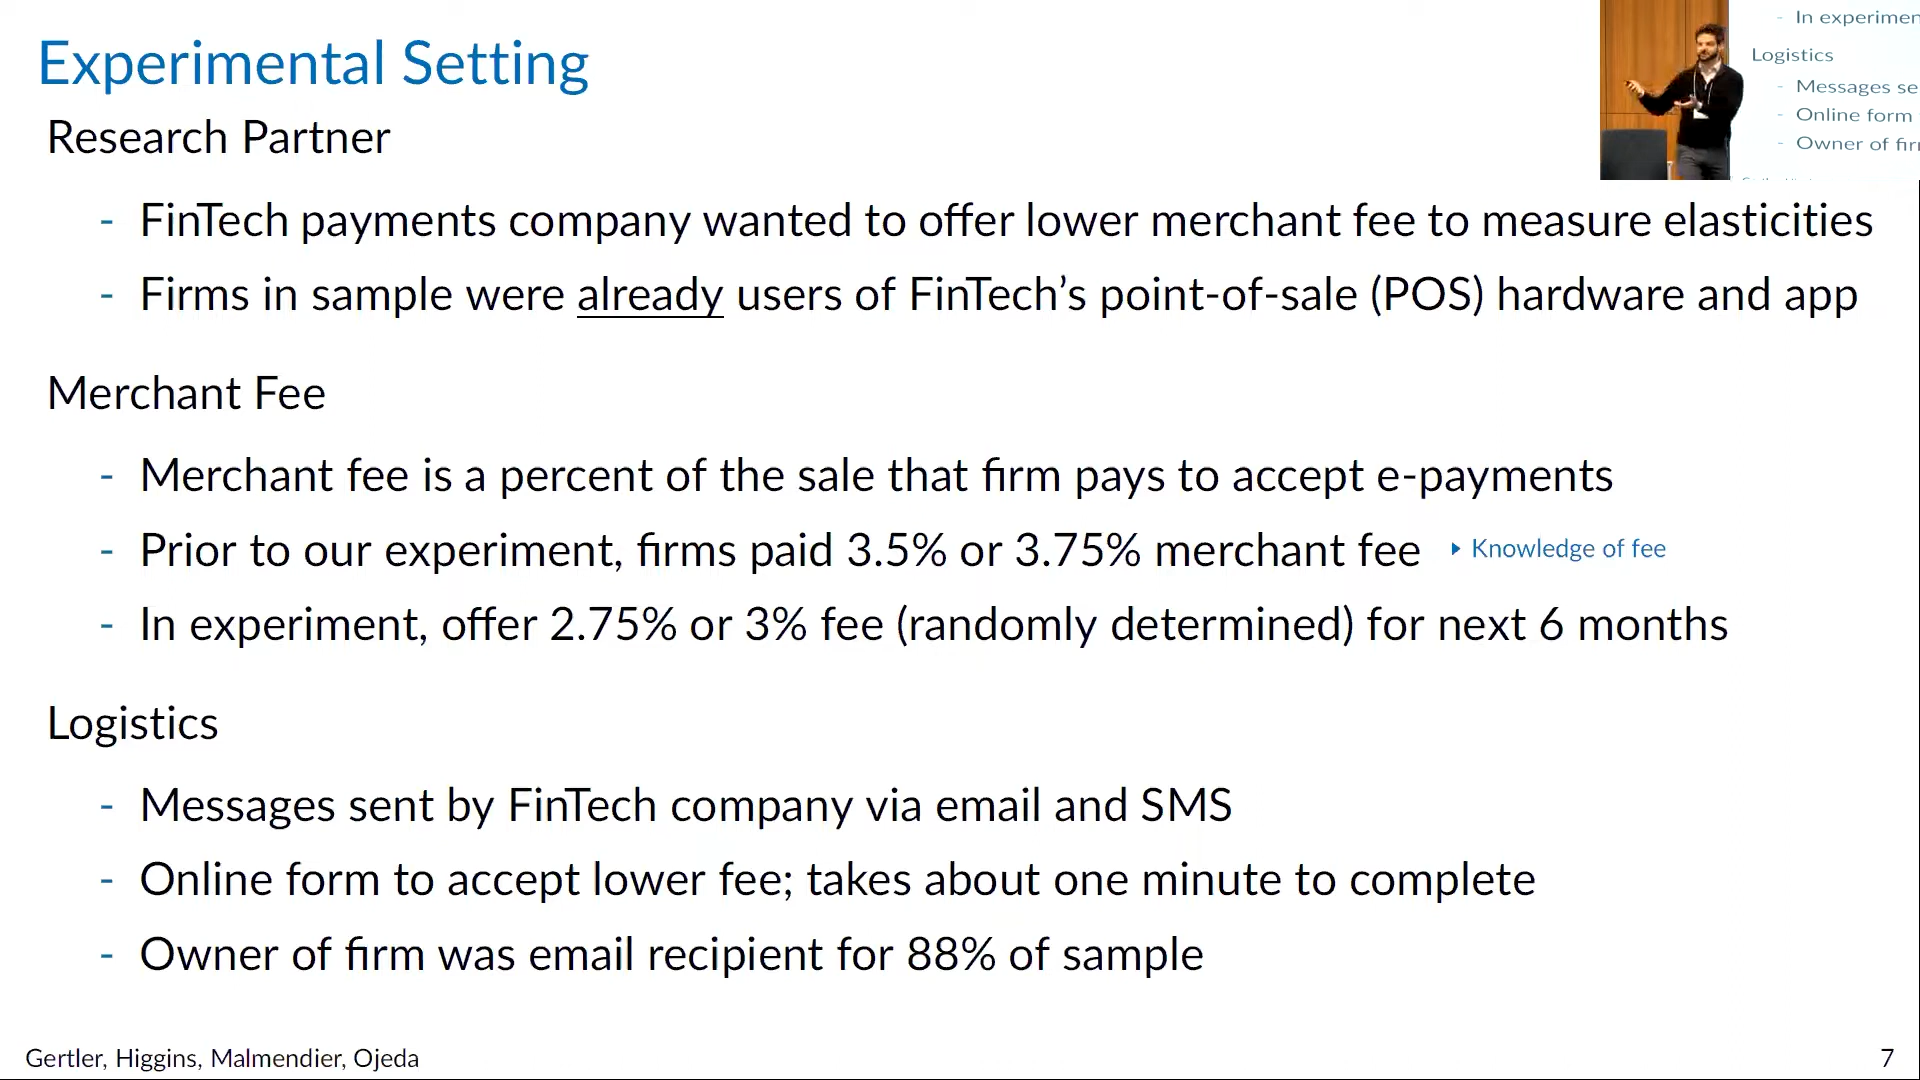 Experimental Setting
Research Partner
- FinTech payments company wanted to offer lower merchant fee to measure elasticities
- Firms in sample were already users of FinTech’s point-of-sale (POS) hardware and app
Merchant Fee
- Merchant fee is a percent of the sale that firm pays to accept e-payments
- Prior to our experiment, firms paid 3.5% or 3.75% merchant fee Knowledge of fee
- In experiment, offer 2.75% or 3% fee (randomly determined) for next 6 months
Logistics
- Messages sent by FinTech company via email and SMS
- Online form to accept lower fee; takes about one minute to complete
- Owner of firm was email recipient for 88% of sample
Gertler, Higgins, Malmendier, Ojeda
7
- In experimen
Logistics
- Messages se
- Online form
- Owner of fir